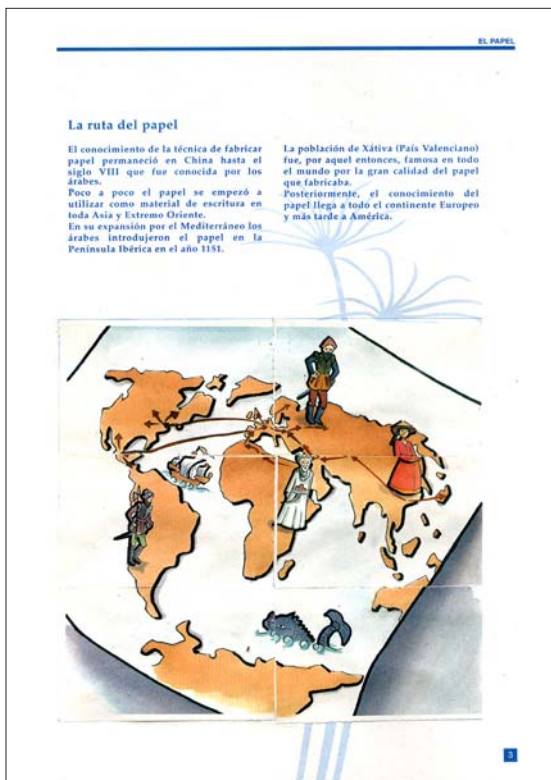 EL PAPEL
La ruta del papel
El conocimiento de la técnica de fabricar
papel permaneció en China hasta el
siglo VIII que fue conocida por los
árabes.
Poco a poco el papel se empezó a
utilizar como material de escritura en
toda Asia y Extremo Oriente.
En su expansión por el Mediterráneo los
árabes introdujeron el papel en la
Península Ibérica en el año 1151.
La población de Xátiva (País Valenciano)
fue, por aquel entonces, famosa en todo
el mundo por la gran calidad del papel
que fabricaba.
Posteriormente, el conocimiento del
papel llega a todo el continente Europeo
y más tarde a América.
3